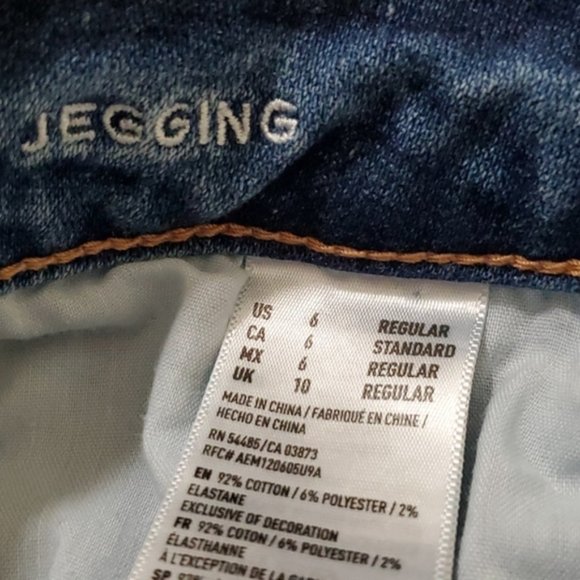 JEGGING
US 6 REGULAR
CA 6 STANDARD
MX 6 REGULAR
UK 10 REGULAR
MADE IN CHINA / FABRIQUÉ EN CHINE /
HECHO EN CHINA
RN 54485/CA 03873
RFC# AEM120605U9A
EN 92% COTTON / 6% POLYESTER / 2%
ELASTANE
EXCLUSIVE OF DECORATION
FR 92% COTON / 6% POLYESTER / 2%
ÉLASTHANNE
À L'EXCEPTION DE LA
SP 92%